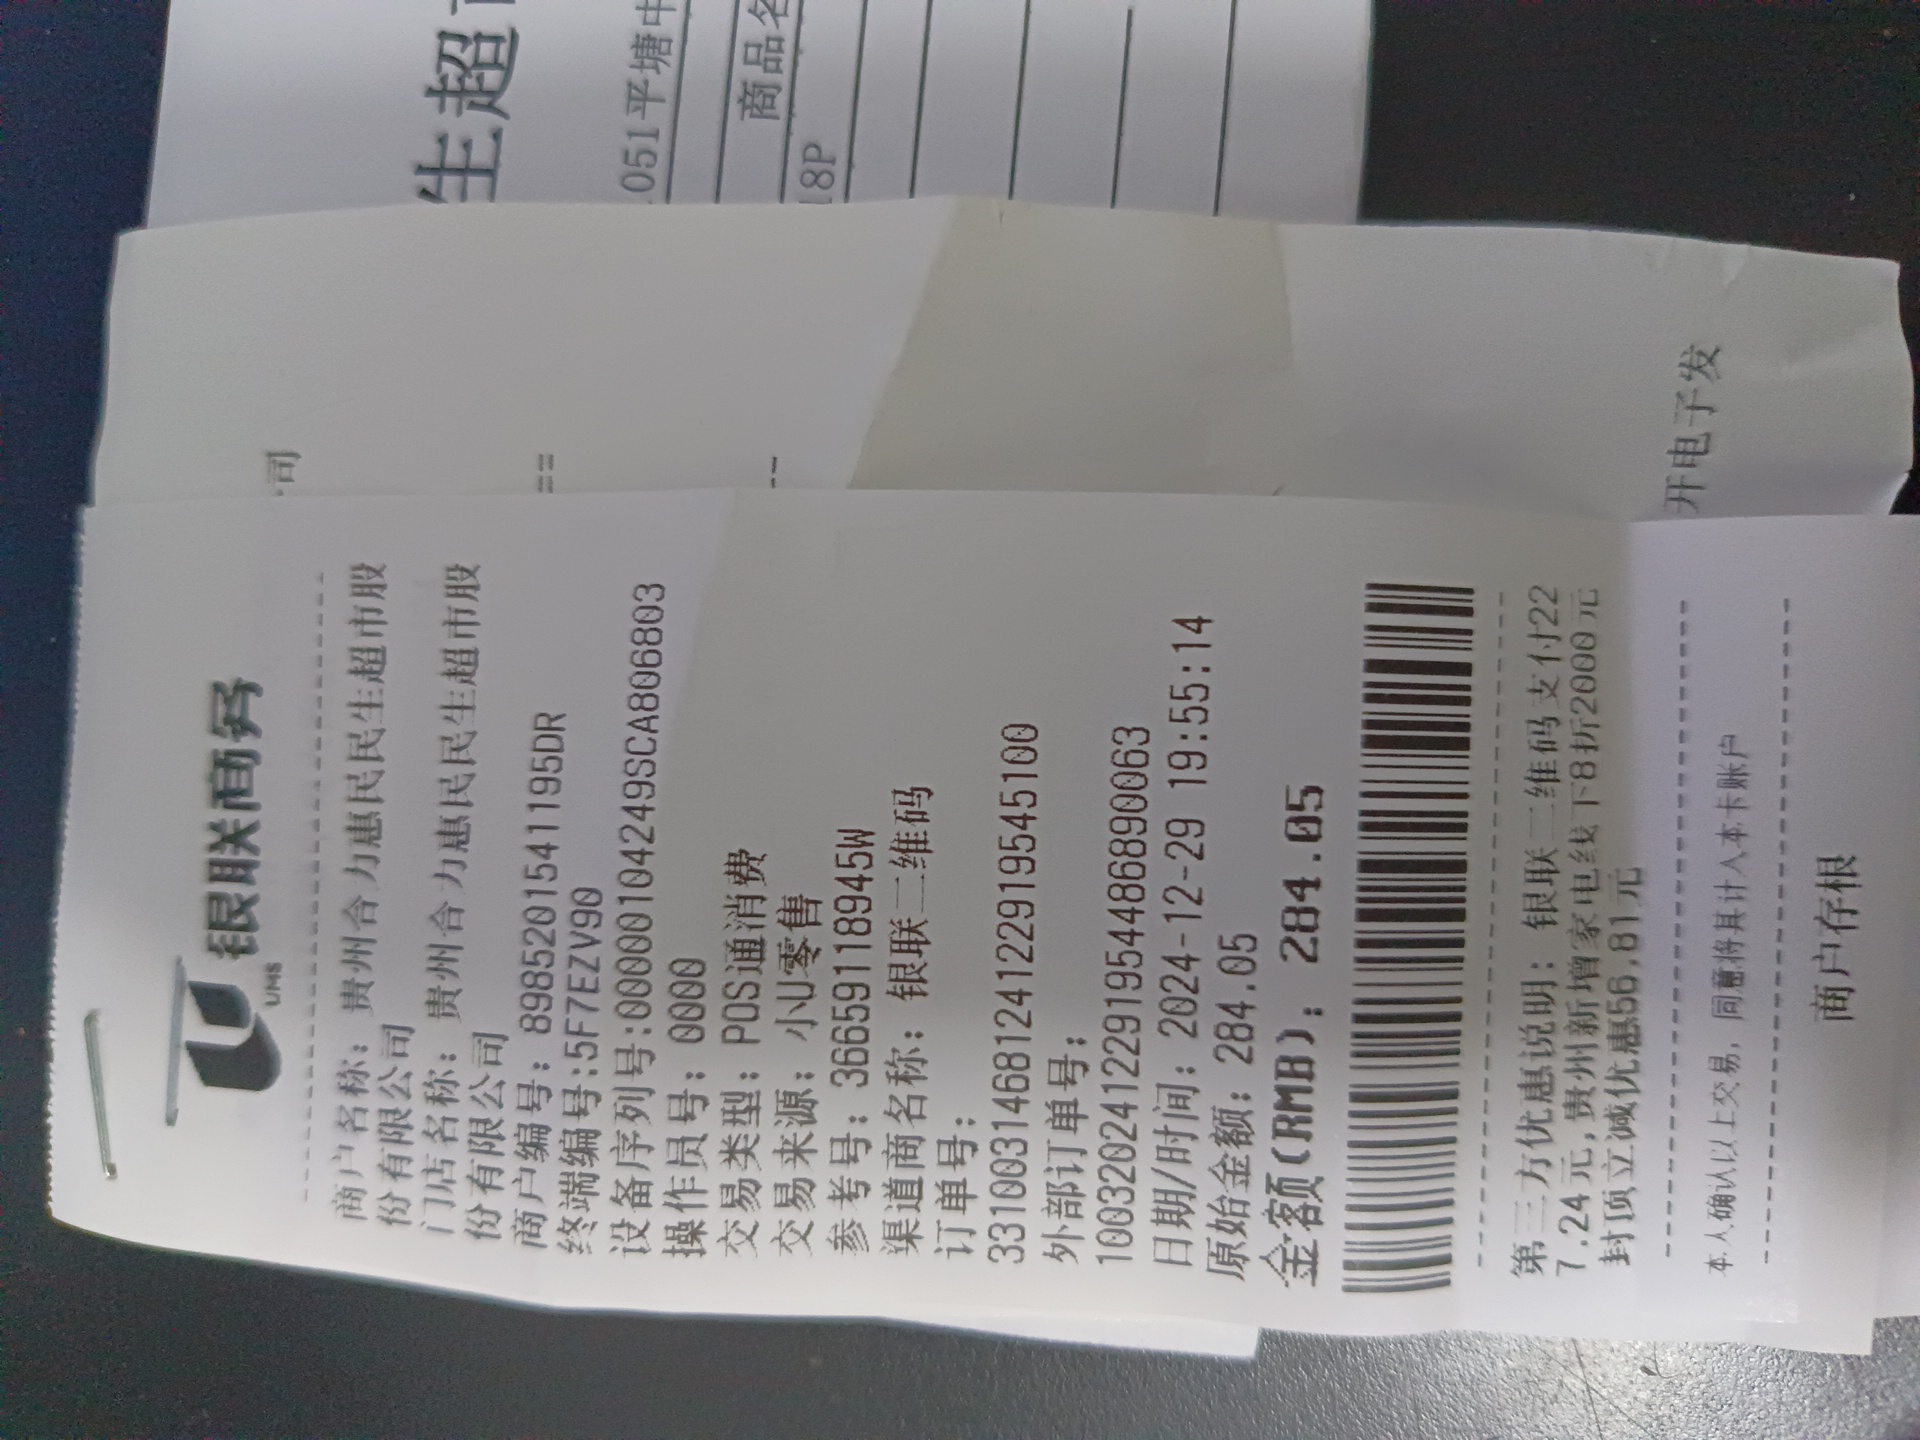 生超
051平塘中
商品名
18P
司
==
开电子发
银联商务
UMS
商户名称: 贵州合力惠民民生超市股
份有限公司
门店名称: 贵州合力惠民民生超市股
份有限公司
商户编号: 8985201541195DR
终端编号:5F7EZV90
设备序列号:00000104249SCA806803
操作员号: 0000
交易类型: POS通消费
交易来源: 小U零售
参考号: 36659118945W
渠道商名称: 银联二维码
订单号:
33100314681241229195451​00
外部订单号:
10032024122919544868900​63
日期/时间: 2024-12-29 19:55:14
原始金额: 284.05
金额(RMB): 284.05
第三方优惠说明: 银联二维码支付22
7.24元,贵州新增家电线下8折2000元
封顶立减优惠56.81元
本人确认以上交易, 同意将其计入本卡账户
商户存根